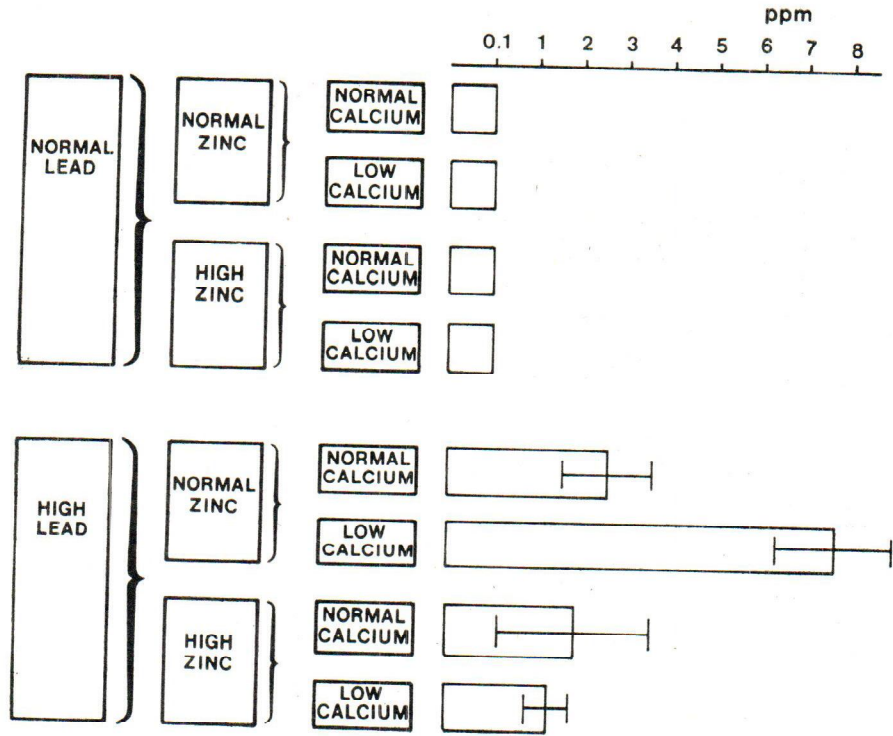 ppm
0.1 1 2 3 4 5 6 7 8
NORMAL
LEAD
NORMAL
ZINC
NORMAL
CALCIUM
LOW
CALCIUM
HIGH
ZINC
NORMAL
CALCIUM
LOW
CALCIUM
HIGH
LEAD
NORMAL
ZINC
NORMAL
CALCIUM
LOW
CALCIUM
HIGH
ZINC
NORMAL
CALCIUM
LOW
CALCIUM